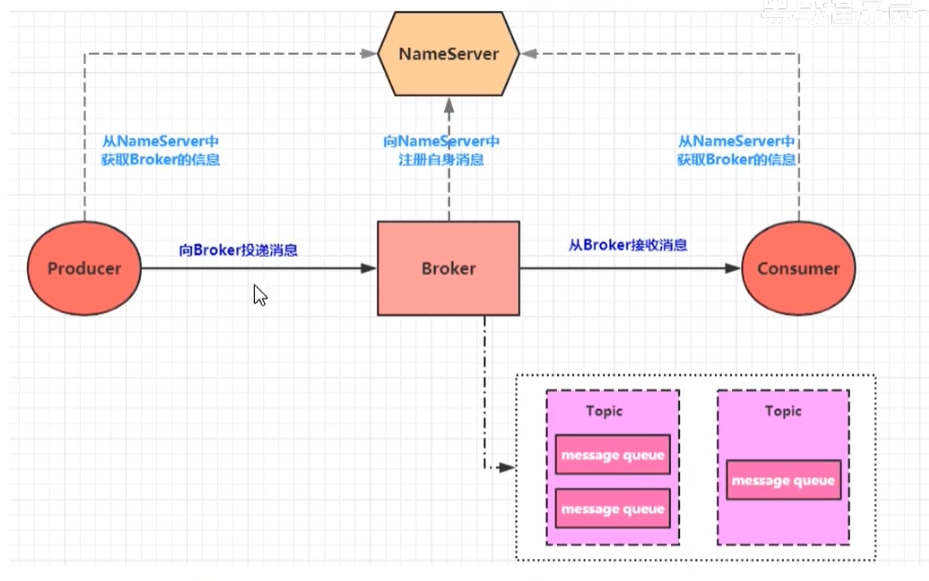 NameServer
从NameServer中
获取Broker的信息
向NameServer中
注册自身消息
从NameServer中
获取Broker的信息
Producer
向Broker投递消息
Broker
从Broker接收消息
Consumer
Topic
message queue
message queue
Topic
message queue